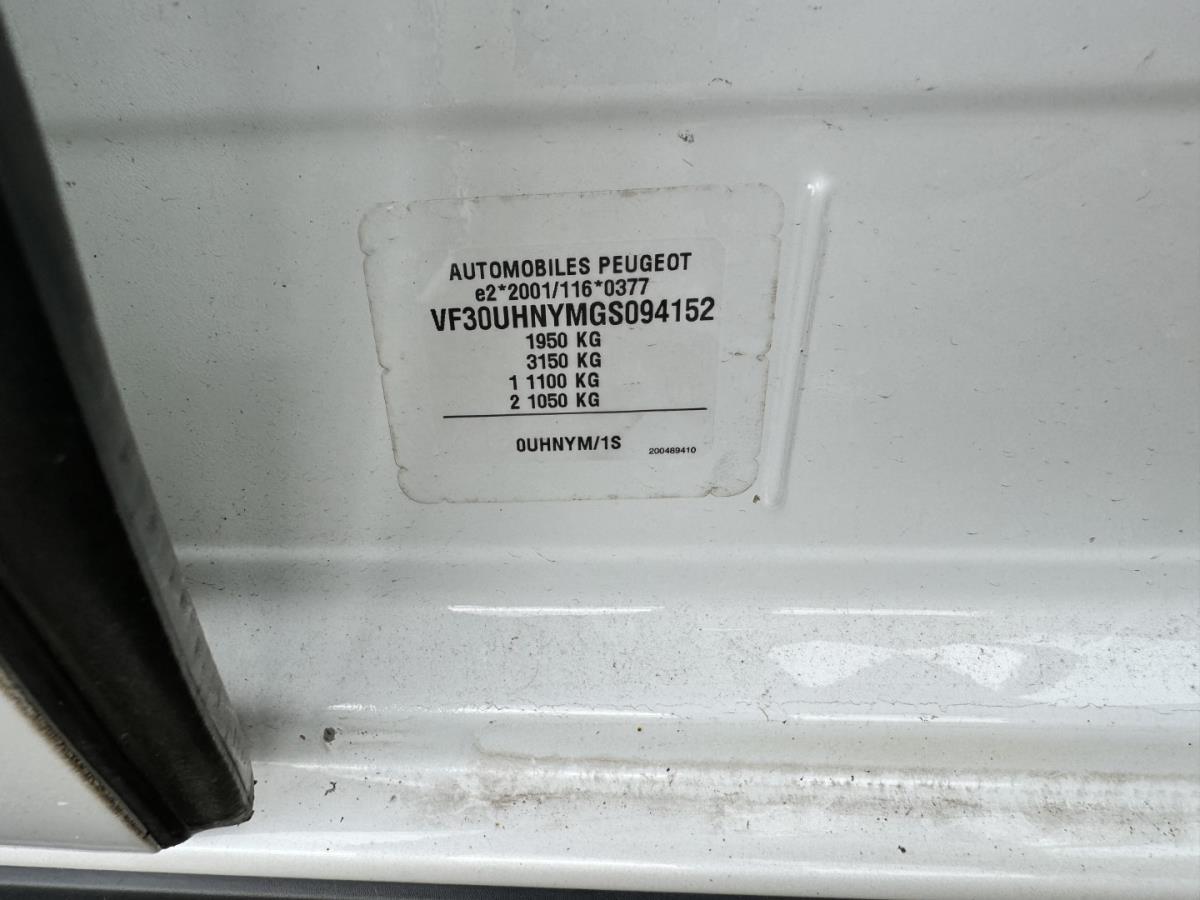 AUTOMOBILES PEUGEOT
e2*2001/116*0377
VF30UHNYMGS094152
1950 KG
3150 KG
1 1100 KG
2 1050 KG
0UHNYM/1S
200489410